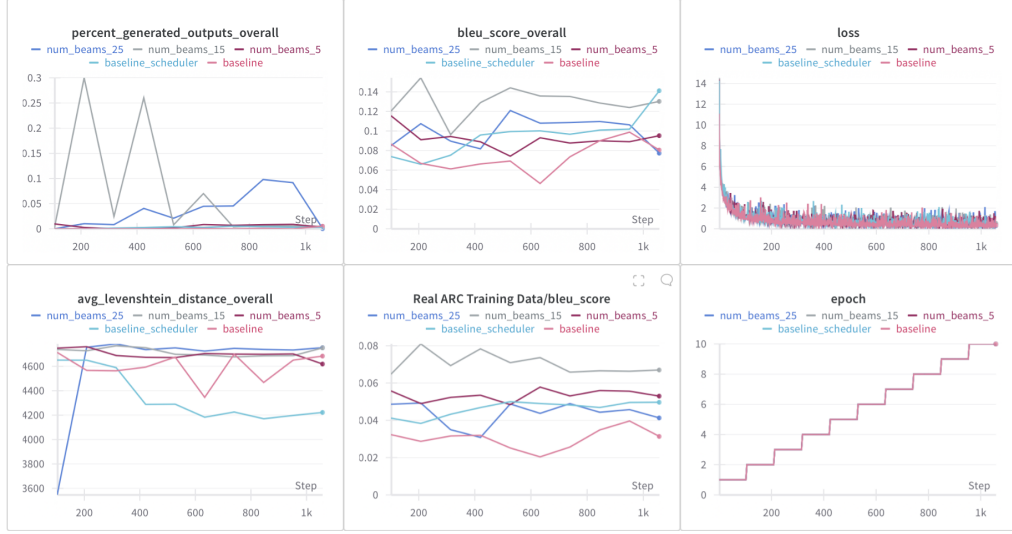 percent_generated_outputs_overall
num_beams_25 num_beams_15 num_beams_5
baseline_scheduler baseline
0.3
0.25
0.2
0.15
0.1
0.05
0
Step
200 400 600 800 1k
bleu_score_overall
num_beams_25 num_beams_15 num_beams_5
baseline_scheduler baseline
0.14
0.12
0.1
0.08
0.06
0.04
0.02
0
Step
200 400 600 800 1k
loss
num_beams_25 num_beams_15 num_beams_5
baseline_scheduler baseline
14
12
10
8
6
4
2
0
200 400 600 800 1k
avg_levenshtein_distance_overall
num_beams_25 num_beams_15 num_beams_5
baseline_scheduler baseline
4600
4400
4200
4000
3800
3600
Step
200 400 600 800 1k
Real ARC Training Data/bleu_score
num_beams_25 num_beams_15 num_beams_5
baseline_scheduler baseline
0.08
0.06
0.04
0.02
0
Step
200 400 600 800 1k
epoch
num_beams_25 num_beams_15 num_beams_5
baseline_scheduler baseline
10
8
6
4
2
0
Step
200 400 600 800 1k